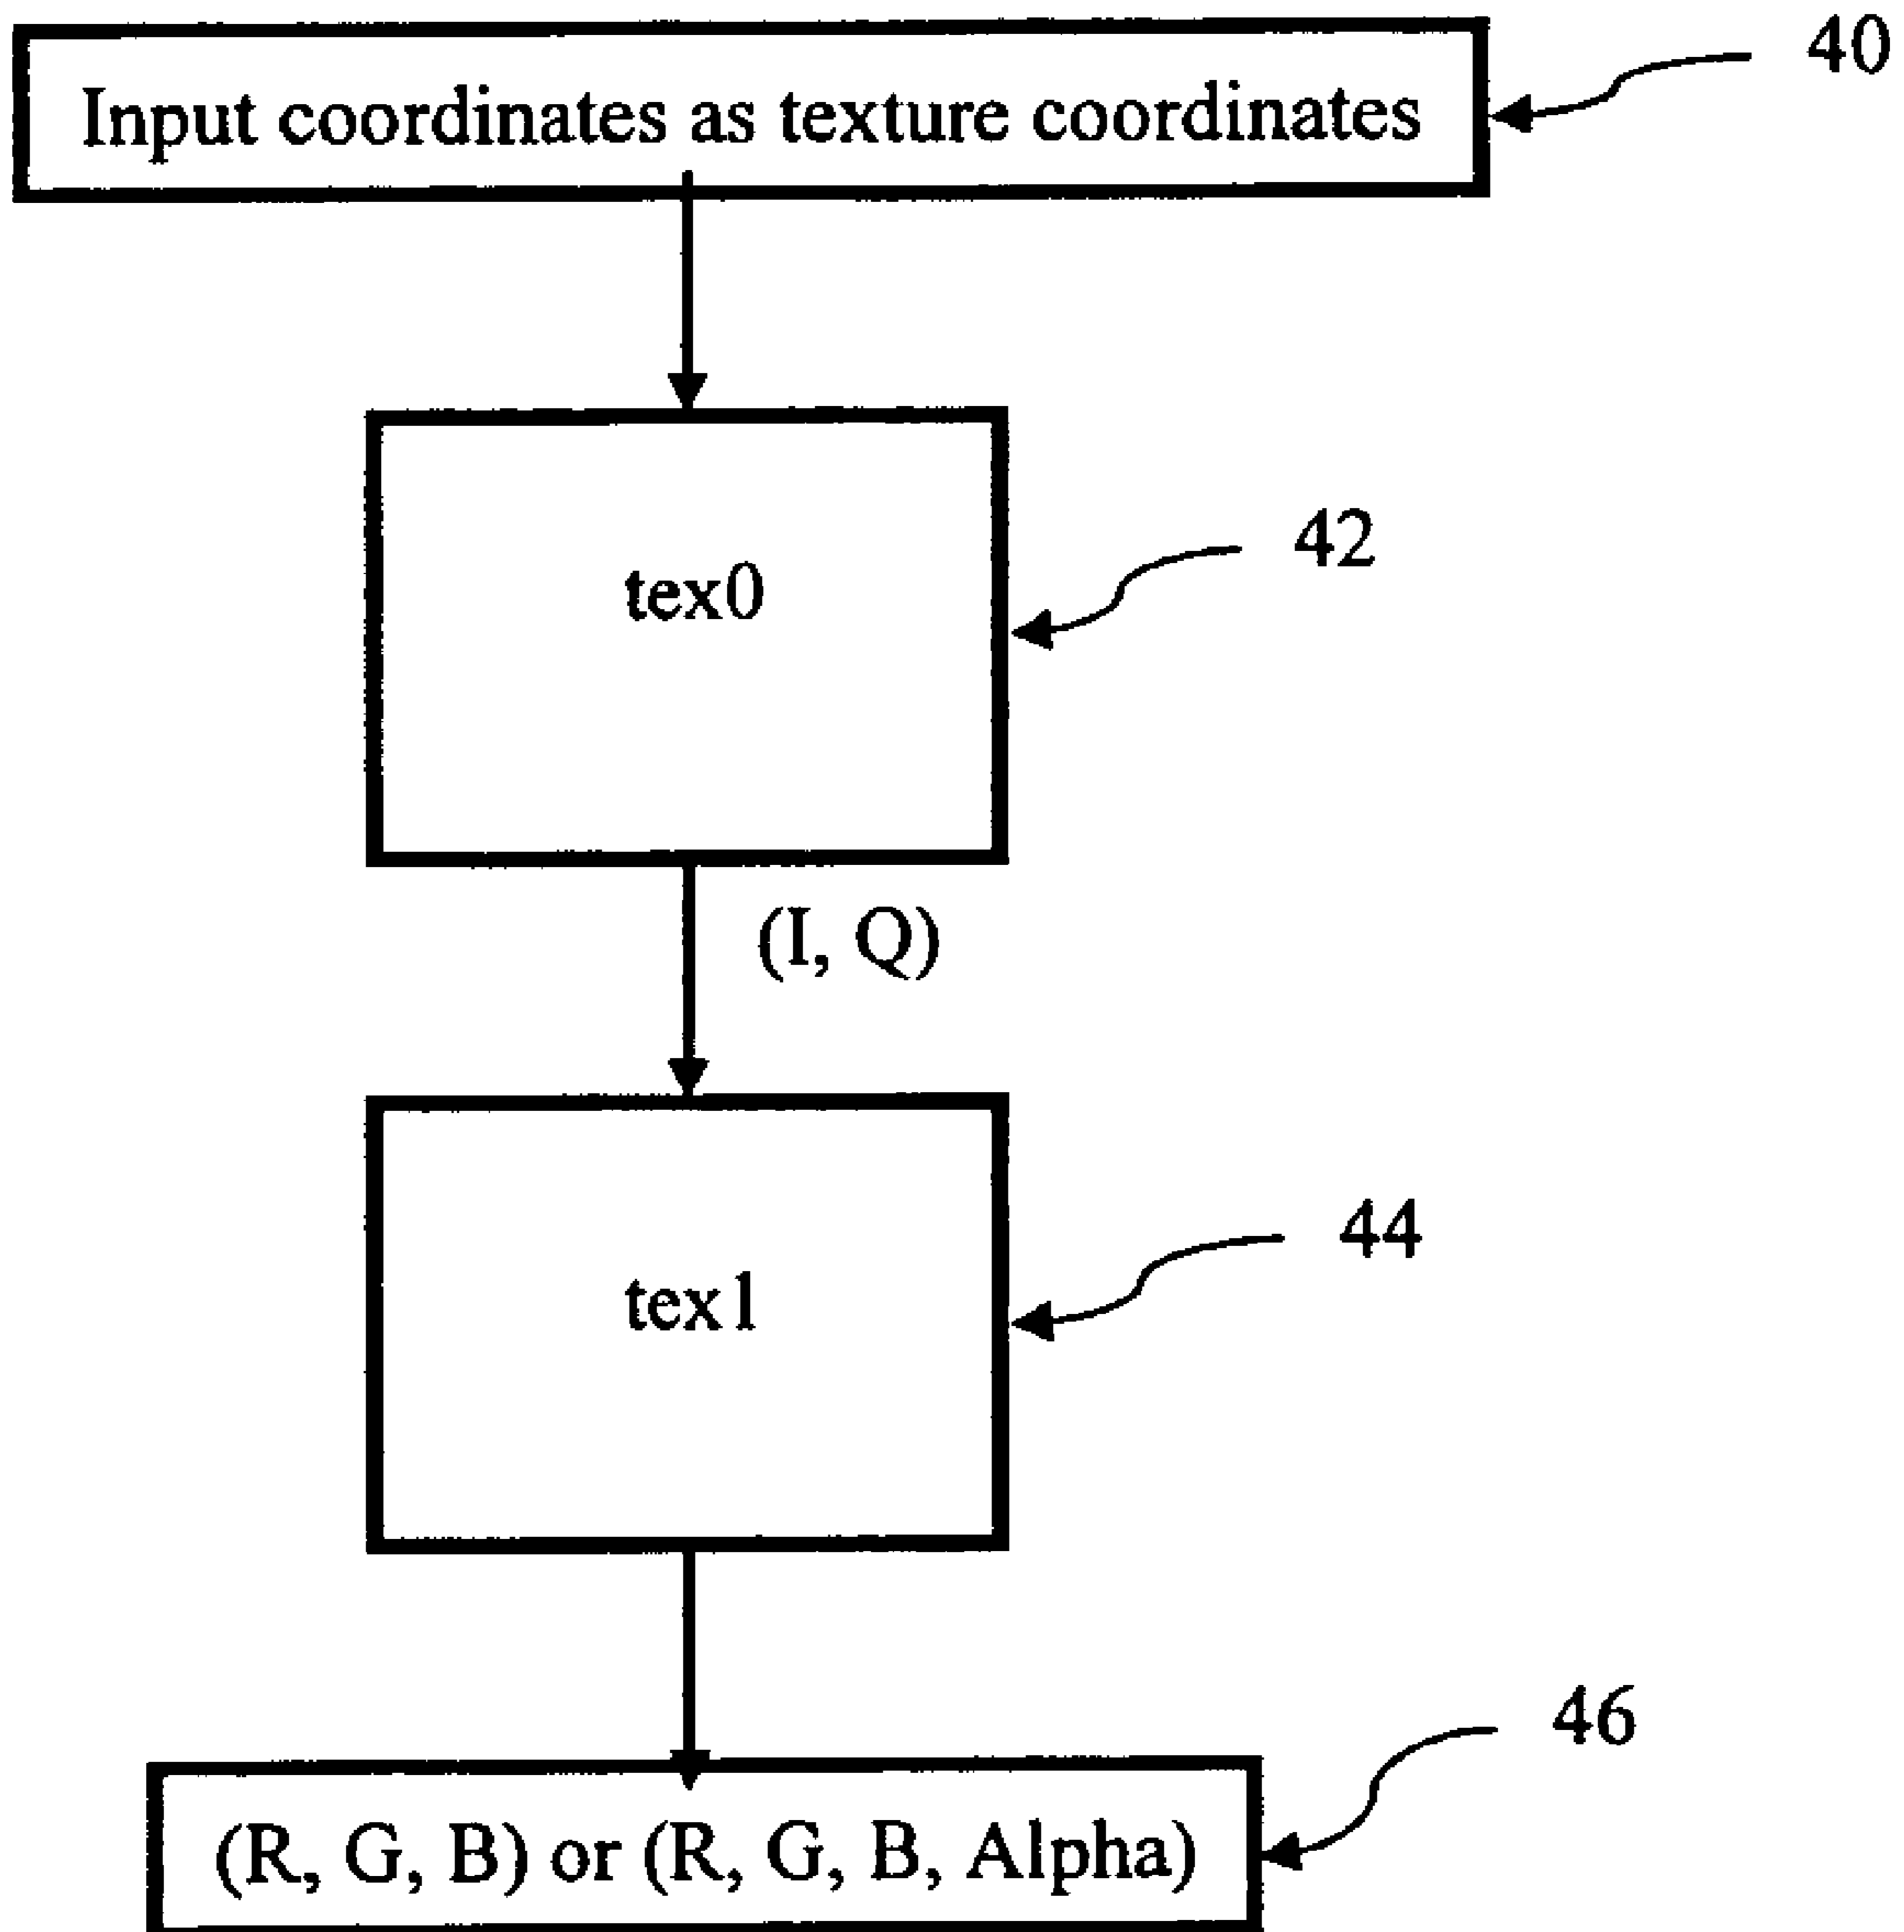 40
Input coordinates as texture coordinates
42
tex0
(I, Q)
44
tex1
46
(R, G, B) or (R, G, B, Alpha)